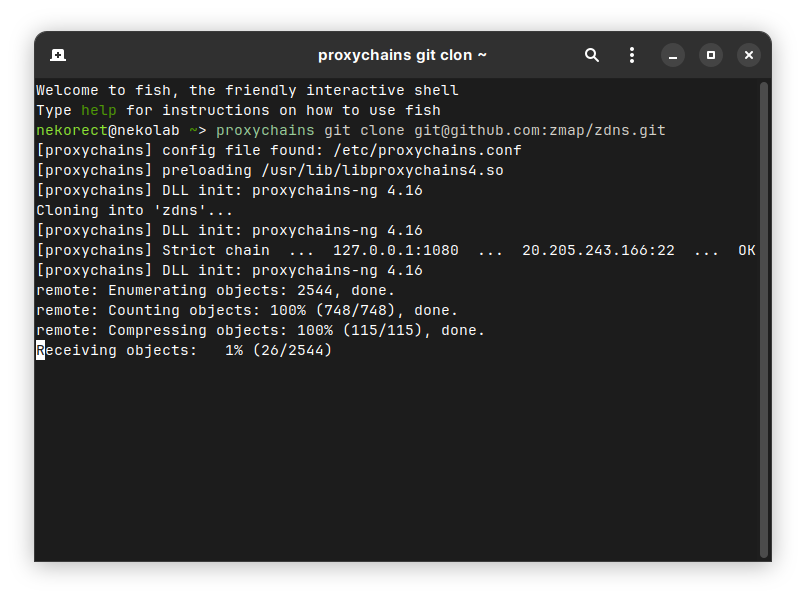 proxychains git clon ~
Welcome to fish, the friendly interactive shell
Type help for instructions on how to use fish
nekorect@nekolab ~> proxychains git clone git@github.com:zmap/zdns.git
[proxychains] config file found: /etc/proxychains.conf
[proxychains] preloading /usr/lib/libproxychains4.so
[proxychains] DLL init: proxychains-ng 4.16
Cloning into 'zdns'...
[proxychains] DLL init: proxychains-ng 4.16
[proxychains] Strict chain  ...  127.0.0.1:1080  ...  20.205.243.166:22  ...  OK
[proxychains] DLL init: proxychains-ng 4.16
remote: Enumerating objects: 2544, done.
remote: Counting objects: 100% (748/748), done.
remote: Compressing objects: 100% (115/115), done.
Receiving objects:   1% (26/2544)